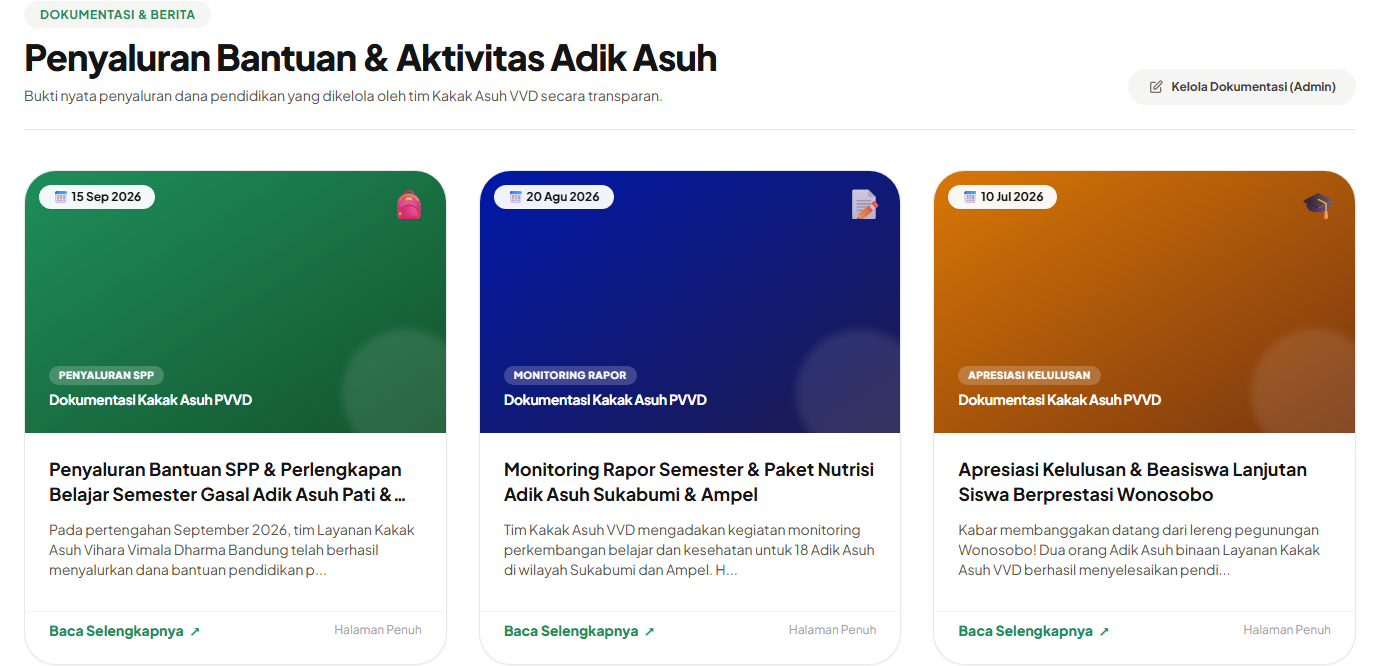 DOKUMENTASI & BERITA
Penyaluran Bantuan & Aktivitas Adik Asuh
Bukti nyata penyaluran dana pendidikan yang dikelola oleh tim Kakak Asuh VVD secara transparan.
Kelola Dokumentasi (Admin)
15 Sep 2026
PENYALURAN SPP
Dokumentasi Kakak Asuh PVVD
Penyaluran Bantuan SPP & Perlengkapan
Belajar Semester Gasal Adik Asuh Pati &...
Pada pertengahan September 2026, tim Layanan Kakak
Asuh Vihara Vimala Dharma Bandung telah berhasil
menyalurkan dana bantuan pendidikan p...
Baca Selengkapnya ↗
Halaman Penuh
20 Agu 2026
MONITORING RAPOR
Dokumentasi Kakak Asuh PVVD
Monitoring Rapor Semester & Paket Nutrisi
Adik Asuh Sukabumi & Ampel
Tim Kakak Asuh VVD mengadakan kegiatan monitoring
perkembangan belajar dan kesehatan untuk 18 Adik Asuh
di wilayah Sukabumi dan Ampel. H...
Baca Selengkapnya ↗
Halaman Penuh
10 Jul 2026
APRESIASI KELULUSAN
Dokumentasi Kakak Asuh PVVD
Apresiasi Kelulusan & Beasiswa Lanjutan
Siswa Berprestasi Wonosobo
Kabar membanggakan datang dari lereng pegunungan
Wonosobo! Dua orang Adik Asuh binaan Layanan Kakak
Asuh VVD berhasil menyelesaikan pendi...
Baca Selengkapnya ↗
Halaman Penuh